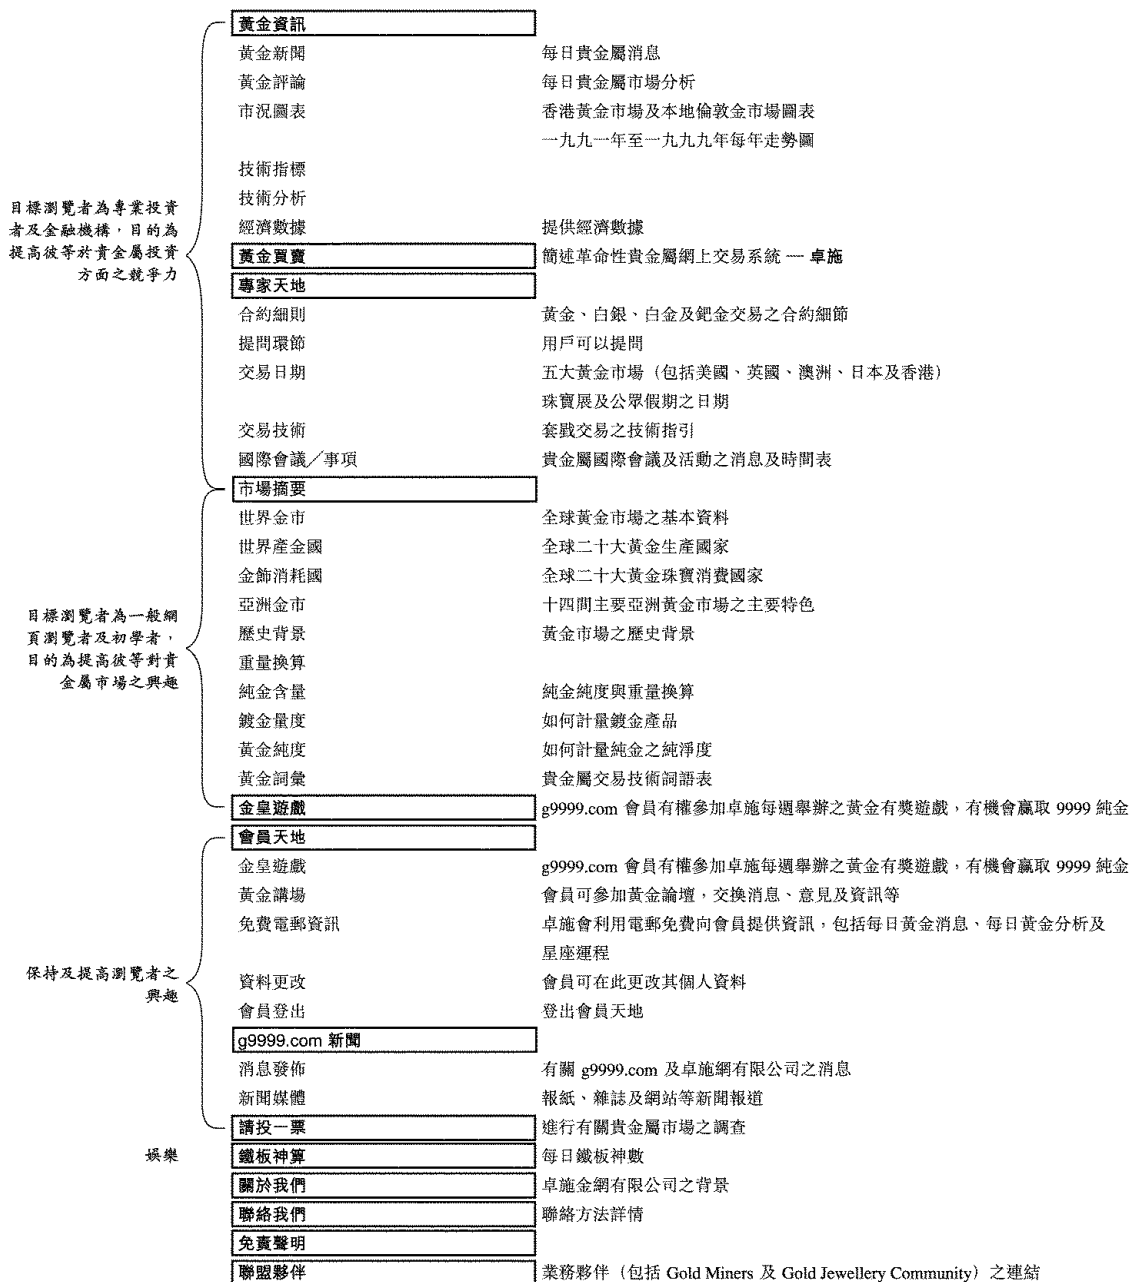 黃金資訊
黃金新聞 每日貴金屬消息
黃金評論 每日貴金屬市場分析
市況圖表 香港黃金市場及本地倫敦金市場圖表
一九九一年至一九九九年每年走勢圖
技術指標
技術分析
目標瀏覽者為專業投資
者及金融機構，目的為
提高彼等於貴金屬投資
方面之競爭力
經濟數據 提供經濟數據
黃金買賣 簡述革命性貴金屬網上交易系統 — 卓施
專家天地
合約細則 黃金、白銀、白金及鈀金交易之合約細節
提問環節 用戶可以提問
交易日期 五大黃金市場（包括美國、英國、澳洲、日本及香港）
珠寶展及公眾假期之日期
交易技術 套戥交易之技術指引
國際會議／事項 貴金屬國際會議及活動之消息及時間表
市場摘要
世界金市 全球黃金市場之基本資料
世界產金國 全球二十大黃金生產國家
金飾消耗國 全球二十大黃金珠寶消費國家
亞洲金市 十四間主要亞洲黃金市場之主要特色
目標瀏覽者為一般網
頁瀏覽者及初學者，
目的為提高彼等對貴
金屬市場之興趣
歷史背景 黃金市場之歷史背景
重量換算
純金含量 純金純度與重量換算
鍍金量度 如何計量鍍金產品
黃金純度 如何計量純金之純淨度
黃金詞彙 貴金屬交易技術詞語表
金皇遊戲 g9999.com 會員有權參加卓施每週舉辦之黃金有獎遊戲，有機會贏取 9999 純金
會員天地
金皇遊戲 g9999.com 會員有權參加卓施每週舉辦之黃金有獎遊戲，有機會贏取 9999 純金
黃金講場 會員可參加黃金論壇，交換消息、意見及資訊等
免費電郵資訊 卓施會利用電郵免費向會員提供資訊，包括每日黃金消息、每日黃金分析及
星座運程
保持及提高瀏覽者之
興趣
資料更改 會員可在此更改其個人資料
會員登出 登出會員天地
g9999.com 新聞
消息發佈 有關 g9999.com 及卓施網有限公司之消息
新聞媒體 報紙、雜誌及網站等新聞報道
請投一票 進行有關貴金屬市場之調查
娛樂 鐵板神算 每日鐵板神數
關於我們 卓施金網有限公司之背景
聯絡我們 聯絡方法詳情
免責聲明
聯盟夥伴 業務夥伴（包括 Gold Miners 及 Gold Jewellery Community）之連結